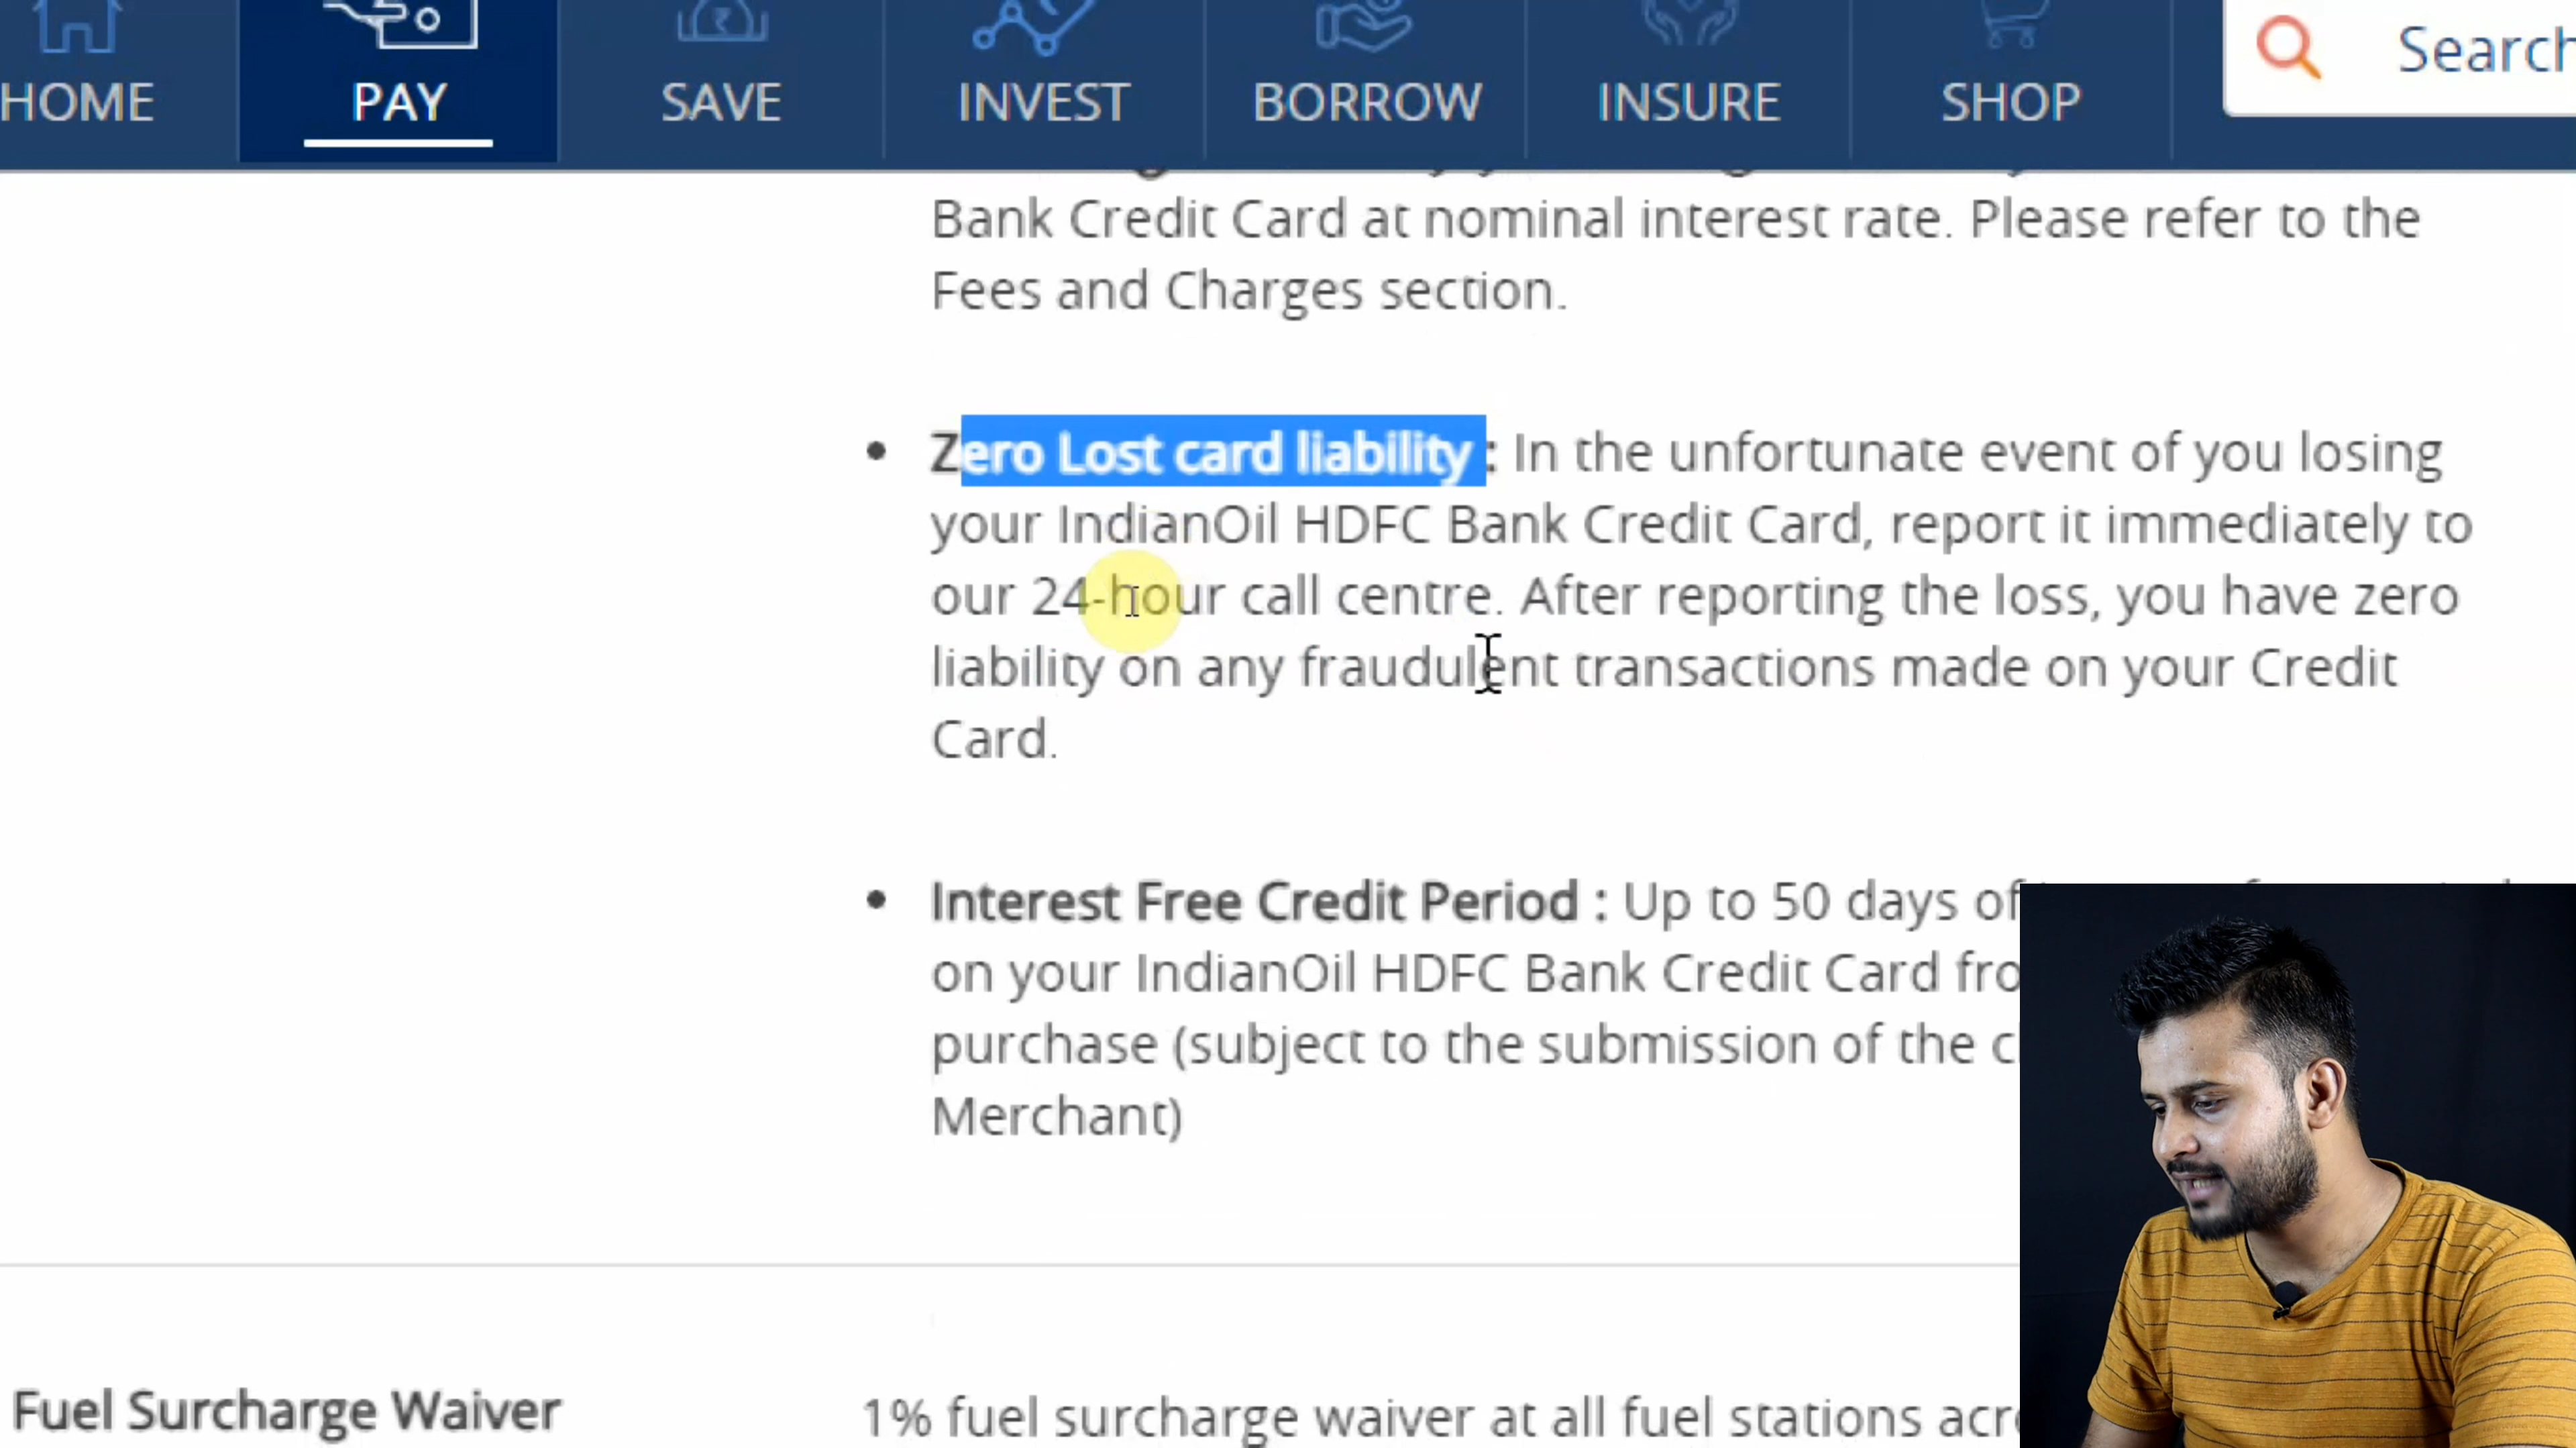 HOME
PAY
SAVE
INVEST
BORROW
INSURE
SHOP
Search
Bank Credit Card at nominal interest rate. Please refer to the
Fees and Charges section.
• Zero Lost card liability : In the unfortunate event of you losing
your IndianOil HDFC Bank Credit Card, report it immediately to
our 24-hour call centre. After reporting the loss, you have zero
liability on any fraudulent transactions made on your Credit
Card.
• Interest Free Credit Period : Up to 50 days of
on your IndianOil HDFC Bank Credit Card
purchase (subject to the submission of the
Merchant)
Fuel Surcharge Waiver
1% fuel surcharge waiver at all fuel stations